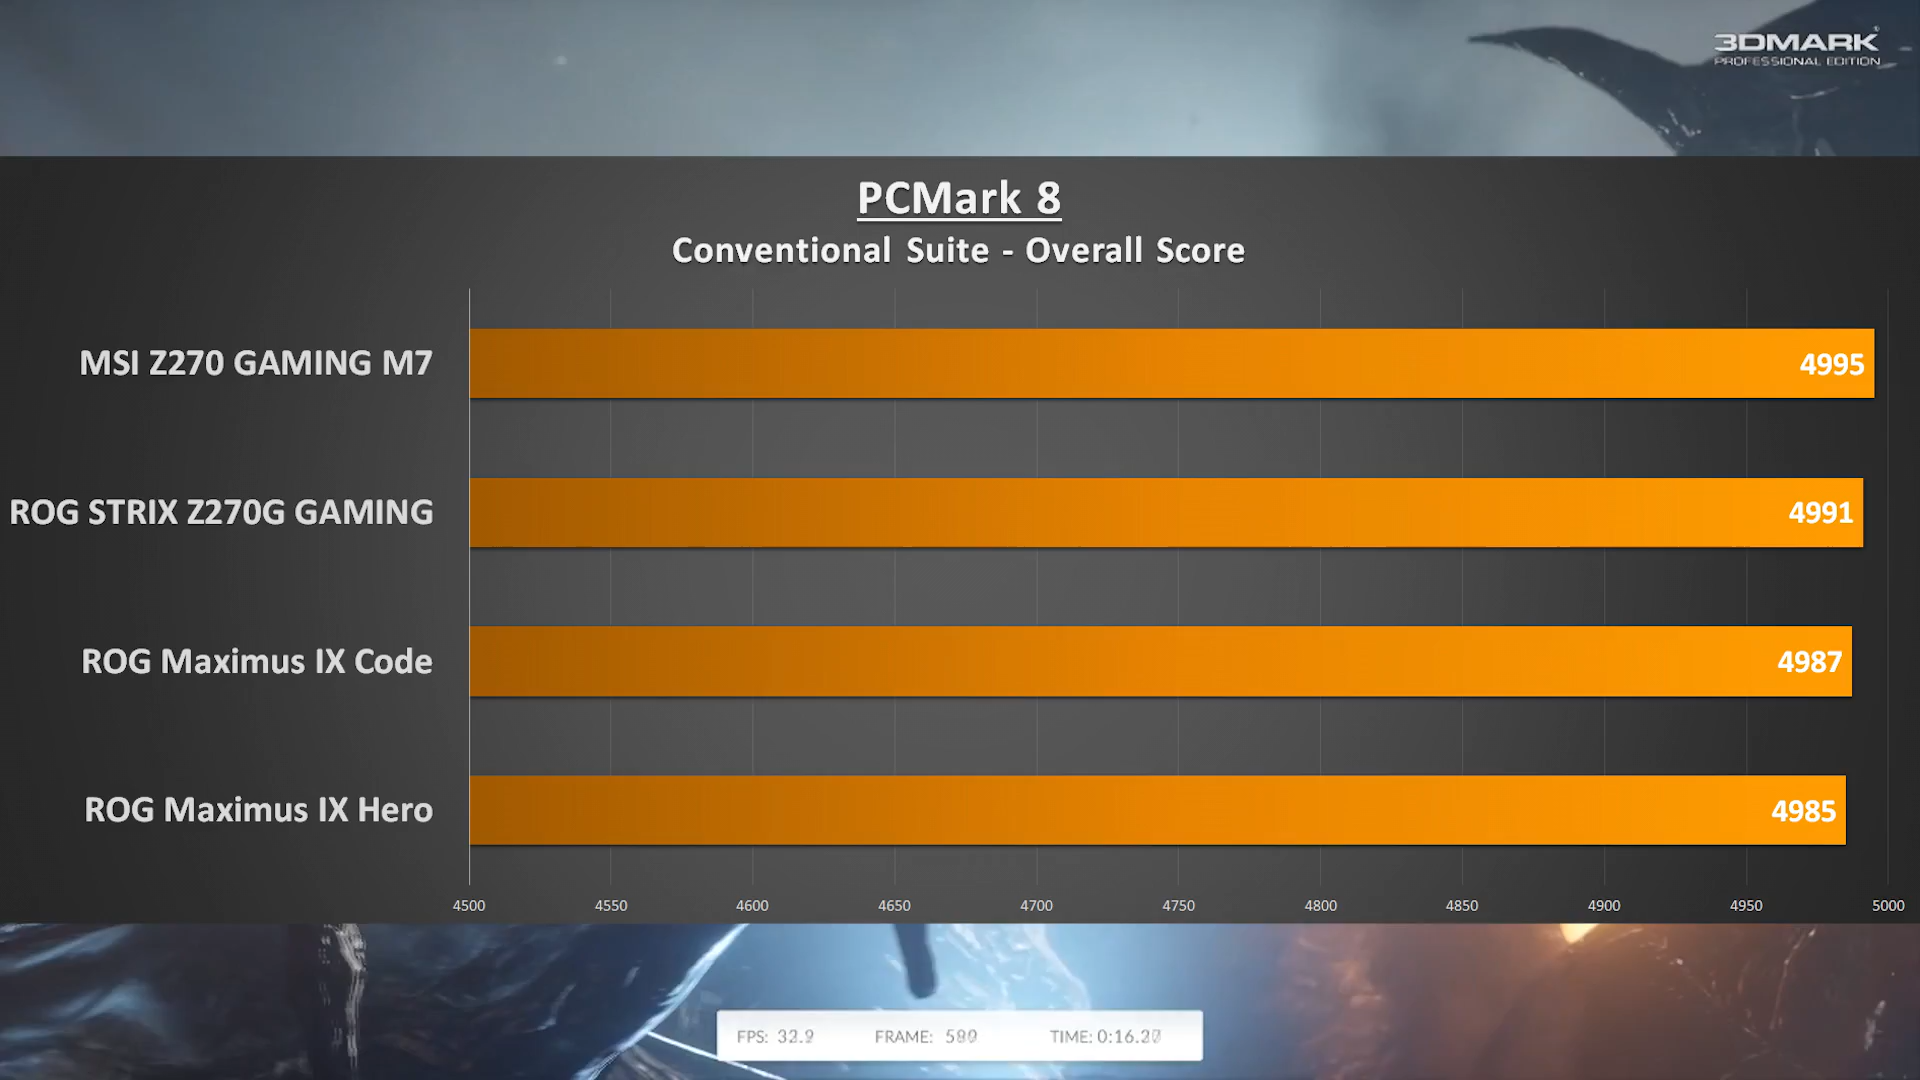 3DMARK
PROFESSIONAL EDITION
PCMark 8
Conventional Suite - Overall Score
MSI Z270 GAMING M7 4995
ROG STRIX Z270G GAMING 4991
ROG Maximus IX Code 4987
ROG Maximus IX Hero 4985
4500 4550 4600 4650 4700 4750 4800 4850 4900 4950 5000
FPS: FRAME: TIME: